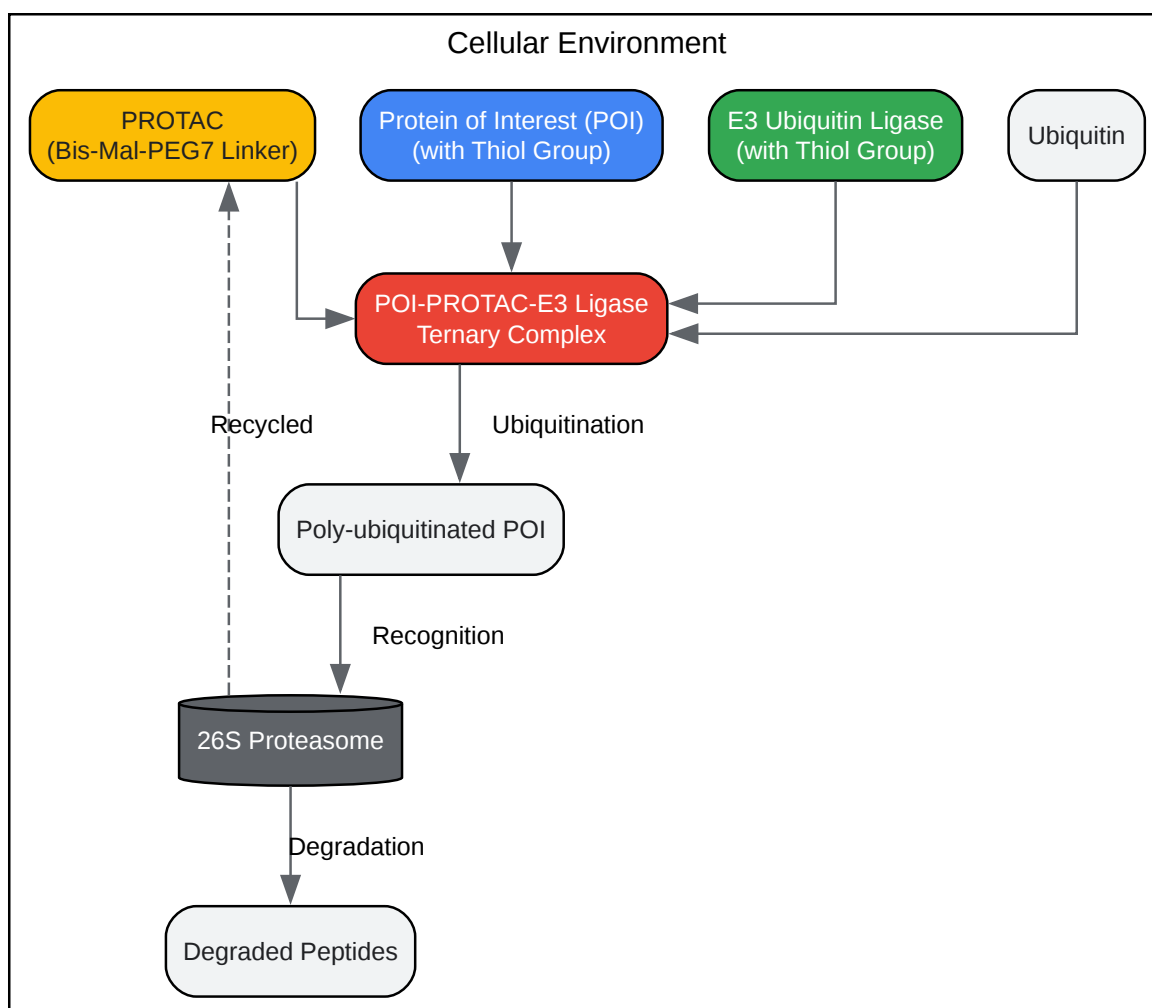 Cellular Environment
PROTAC
(Bis-Mal-PEG7 Linker)
Protein of Interest (POI)
(with Thiol Group)
E3 Ubiquitin Ligase
(with Thiol Group)
Ubiquitin
POI-PROTAC-E3 Ligase
Ternary Complex
Recycled
Ubiquitination
Poly-ubiquitinated POI
Recognition
26S Proteasome
Degradation
Degraded Peptides